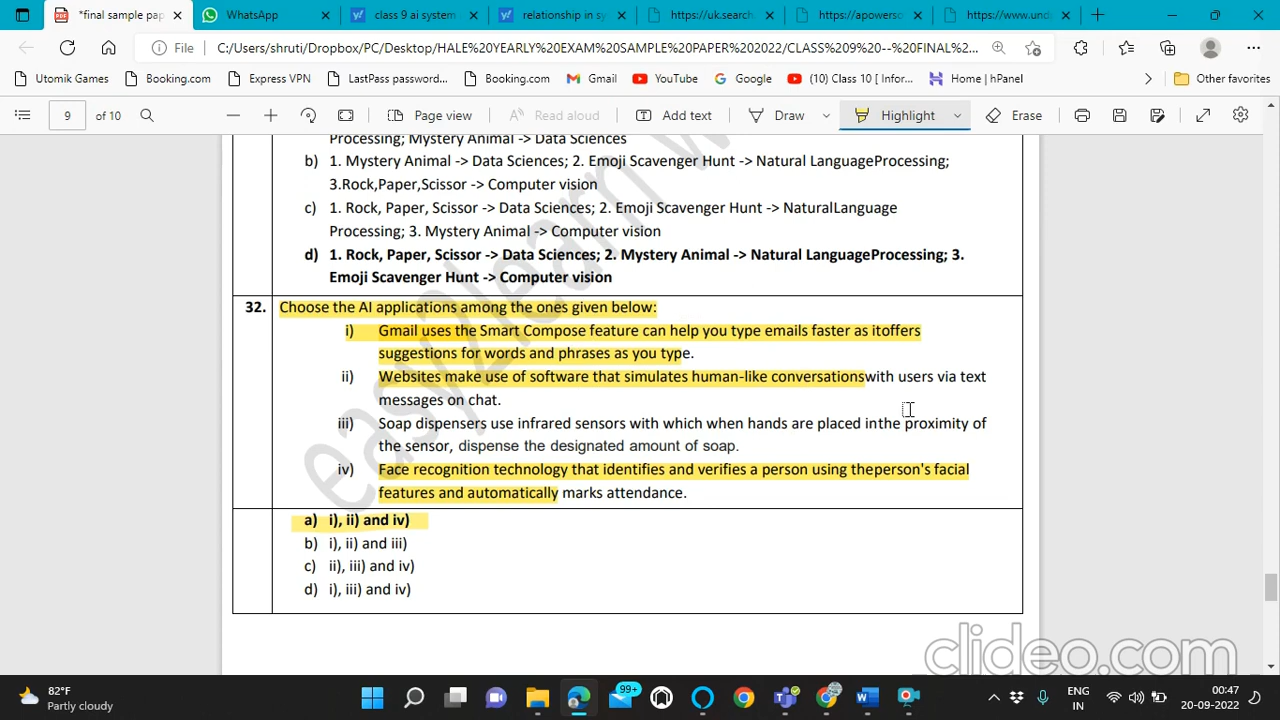 *final sample pap
WhatsApp
class 9 ai system
relationship in sy
https://uk.search
https://apowerso
https://www.und
File
C:/Users/shruti/Dropbox/PC/Desktop/HALE%20YEARLY%20EXAM%20SAMPLE%20PAPER%202022/CLASS%209%20--%20FINAL%2...
Utomik Games
Booking.com
Express VPN
LastPass password...
Booking.com
Gmail
YouTube
Google
(10) Class 10 [ Infor...
Home | hPanel
Other favorites
9 of 10
Page view
Read aloud
Add text
Draw
Highlight
Erase
Processing; Mystery Animal -> Data Sciences
b) 1. Mystery Animal -> Data Sciences; 2. Emoji Scavenger Hunt -> Natural LanguageProcessing;
3.Rock,Paper,Scissor -> Computer vision
c) 1. Rock, Paper, Scissor -> Data Sciences; 2. Emoji Scavenger Hunt -> NaturalLanguage
Processing; 3. Mystery Animal -> Computer vision
d) 1. Rock, Paper, Scissor -> Data Sciences; 2. Mystery Animal -> Natural LanguageProcessing; 3.
Emoji Scavenger Hunt -> Computer vision
32. Choose the AI applications among the ones given below:
i) Gmail uses the Smart Compose feature can help you type emails faster as itoffers
suggestions for words and phrases as you type.
ii) Websites make use of software that simulates human-like conversationswith users via text
messages on chat.
iii) Soap dispensers use infrared sensors with which when hands are placed inthe proximity of
the sensor, dispense the designated amount of soap.
iv) Face recognition technology that identifies and verifies a person using theperson's facial
features and automatically marks attendance.
a) i), ii) and iv)
b) i), ii) and iii)
c) ii), iii) and iv)
d) i), iii) and iv)
easy2learn w
clideo.com
82°F
Partly cloudy
99+
ENG
IN
00:47
20-09-2022